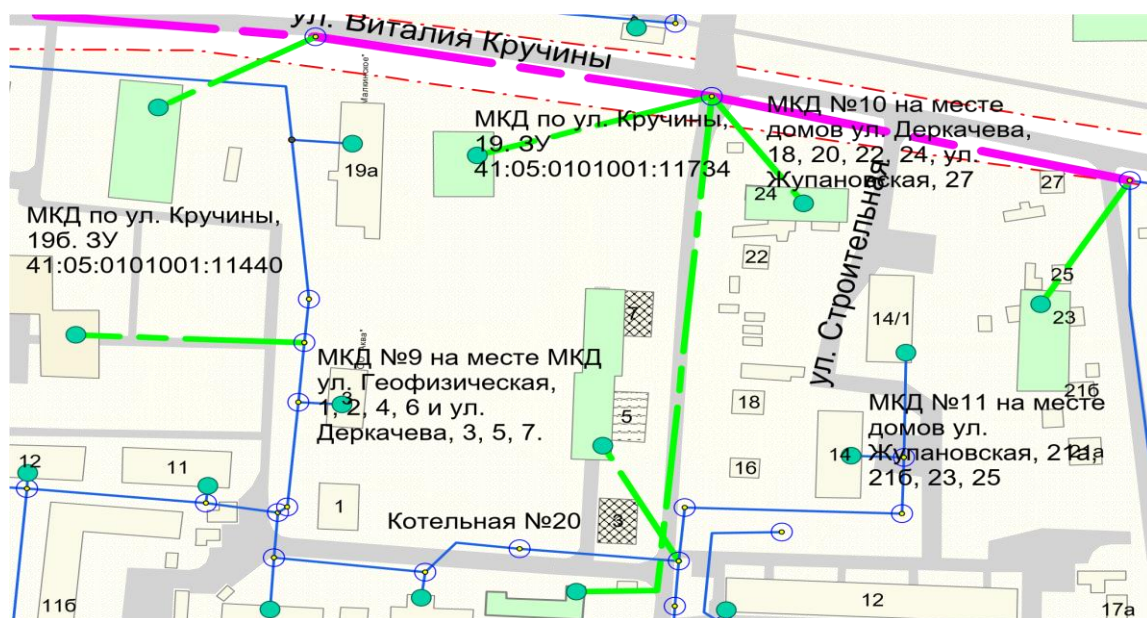 ул. Виталия Кручины
19а
МКД по ул. Кручины,
19. ЗУ
41:05:0101001:11734
МКД №10 на месте
домов ул. Деркачева,
18, 20, 22, 24, ул.
Жупановская, 27
27
24
МКД по ул. Кручины,
19б. ЗУ
41:05:0101001:11440
ул. Строительная
22
25
23
7
14/1
МКД №9 на месте МКД
ул. Геофизическая,
1, 2, 4, 6 и ул.
Деркачева, 3, 5, 7.
3
5
18
21б
МКД №11 на месте
домов ул.
Жупановская, 21а,
21б, 23, 25
21а
12
11
16
14
1
Котельная №20
3
11б
12
17а